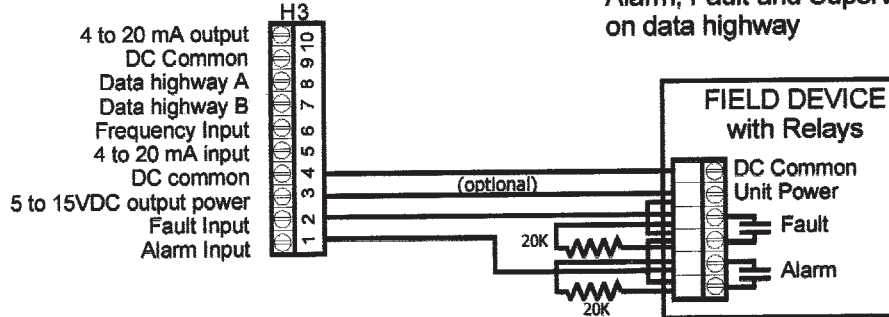 Alarm, Fault and Superv
on data highway
H3
4 to 20 mA output 10
DC Common 9
Data highway A 8
Data highway B 7
Frequency Input 6
4 to 20 mA input 5
DC common 4
5 to 15VDC output power 3
Fault Input 2
Alarm Input 1
(optional)
20K
20K
FIELD DEVICE
with Relays
DC Common
Unit Power
Fault
Alarm